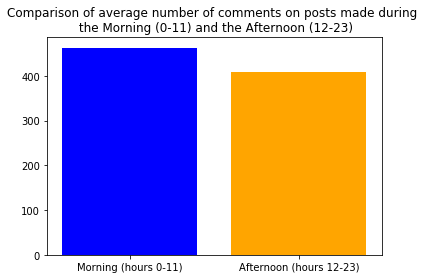 Comparison of average number of comments on posts made during
the Morning (0-11) and the Afternoon (12-23)
400
300
200
100
0
Morning (hours 0-11)
Afternoon (hours 12-23)